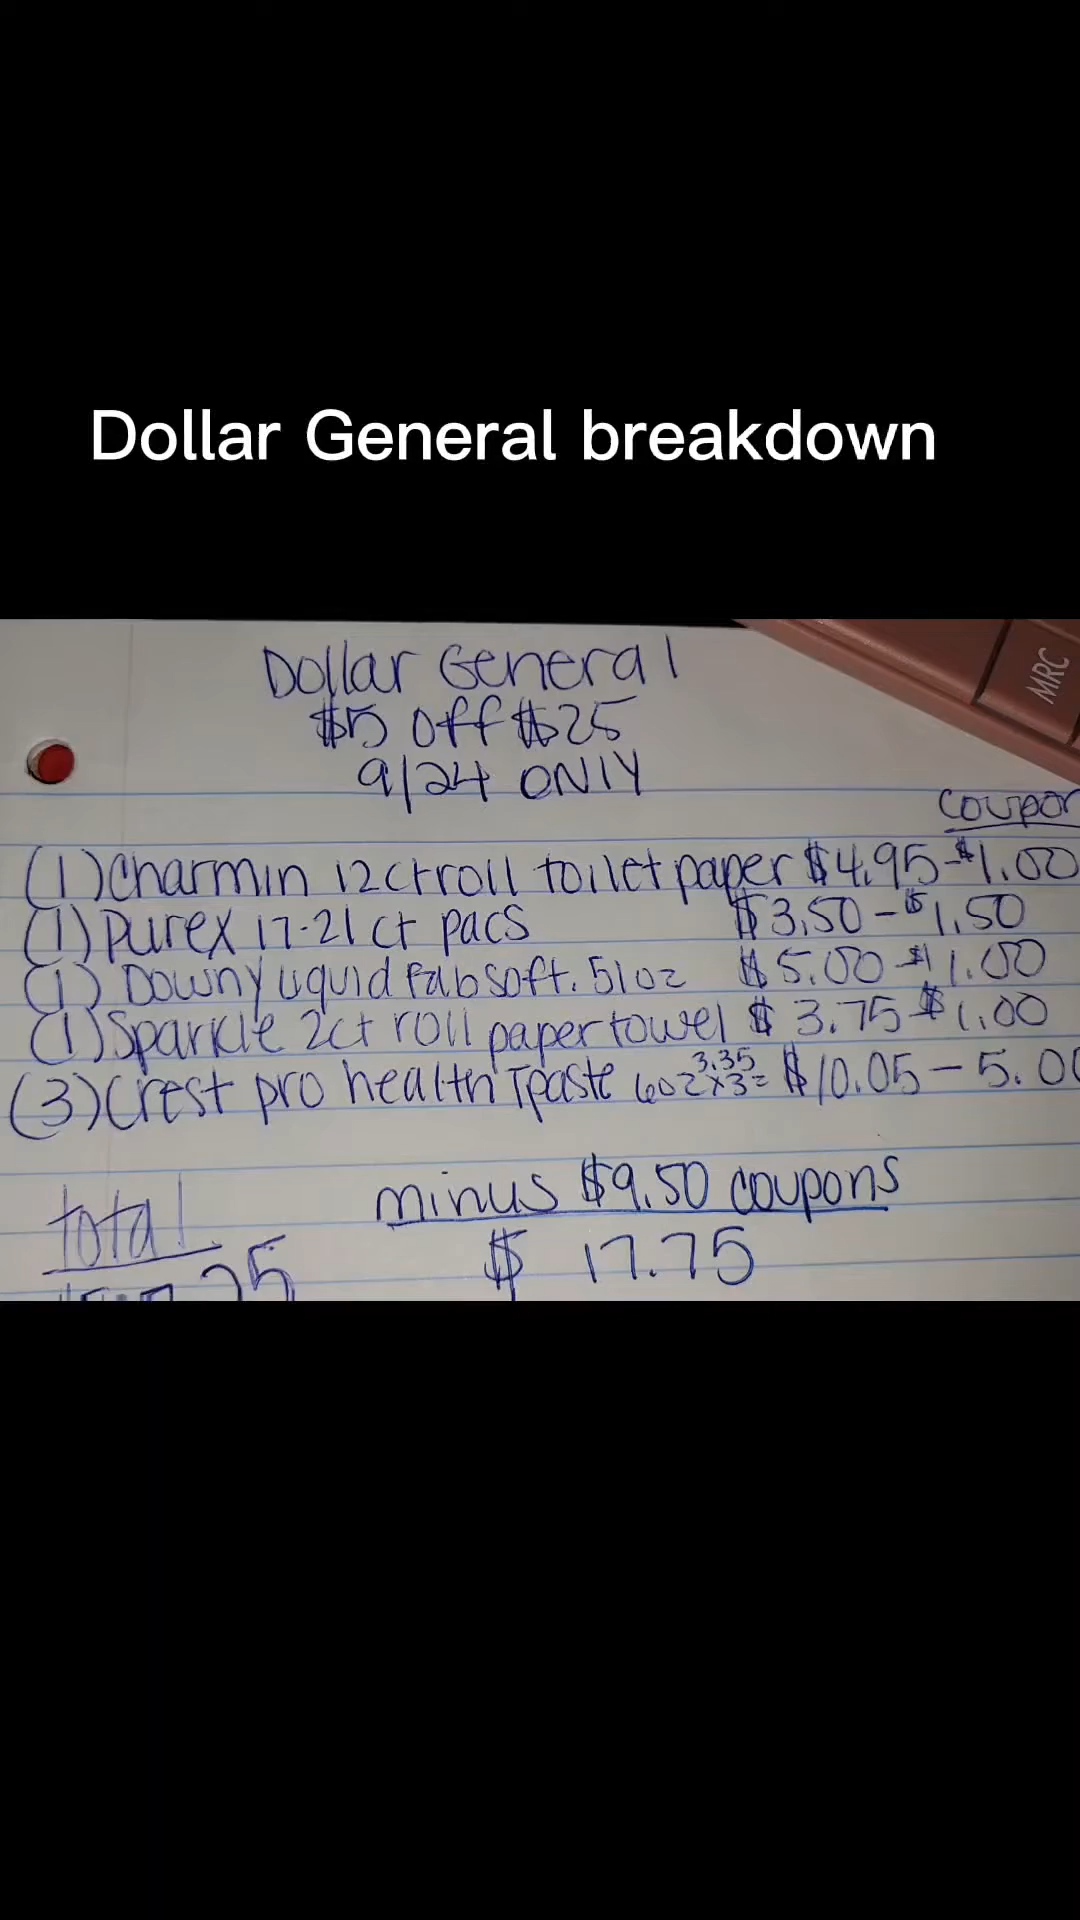 Dollar General breakdown
MRC
Dollar General
$5 off $25
9/24 ONLY
coupon
(1) Charmin 12ct roll toilet paper $4.95 - $1.00
(1) Purex 17-21 ct pacs $3.50 - $1.50
(1) Downy liquid Fab soft. 51oz $5.00 - $1.00
(1) Sparkle 2ct roll paper towel $3.75 - $1.00
(3) Crest pro health Tpaste 6oz 3.35 x3= $10.05 - 5.00
total minus $9.50 coupons
$ 17.75